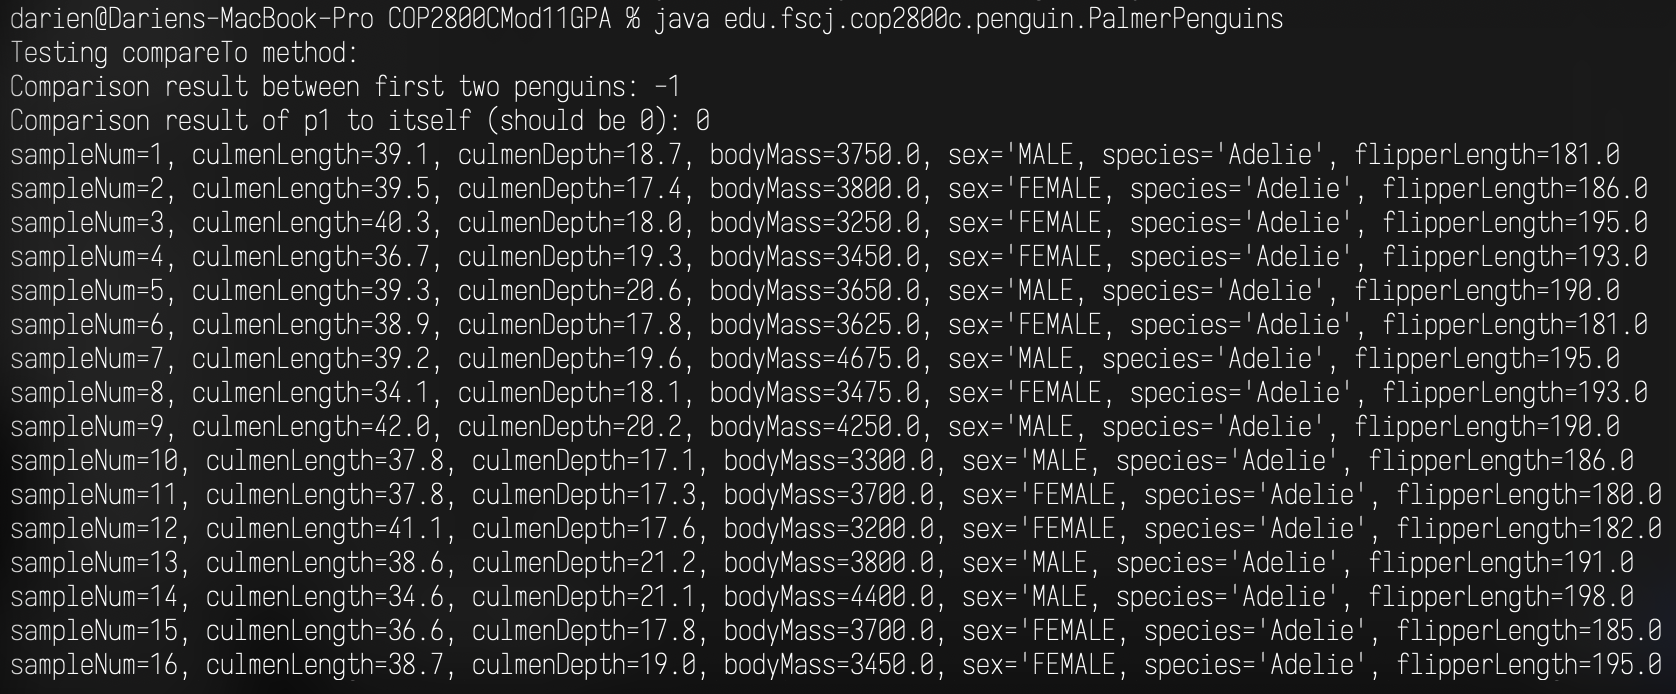 darien@Dariens-MacBook-Pro COP2800CMod11GPA % java edu.fscj.cop2800c.penguin.PalmerPenguins
Testing compareTo method:
Comparison result between first two penguins: -1
Comparison result of p1 to itself (should be 0): 0
sampleNum=1, culmenLength=39.1, culmenDepth=18.7, bodyMass=3750.0, sex='MALE, species='Adelie', flipperLength=181.0
sampleNum=2, culmenLength=39.5, culmenDepth=17.4, bodyMass=3800.0, sex='FEMALE, species='Adelie', flipperLength=186.0
sampleNum=3, culmenLength=40.3, culmenDepth=18.0, bodyMass=3250.0, sex='FEMALE, species='Adelie', flipperLength=195.0
sampleNum=4, culmenLength=36.7, culmenDepth=19.3, bodyMass=3450.0, sex='FEMALE, species='Adelie', flipperLength=193.0
sampleNum=5, culmenLength=39.3, culmenDepth=20.6, bodyMass=3650.0, sex='MALE, species='Adelie', flipperLength=190.0
sampleNum=6, culmenLength=38.9, culmenDepth=17.8, bodyMass=3625.0, sex='FEMALE, species='Adelie', flipperLength=181.0
sampleNum=7, culmenLength=39.2, culmenDepth=19.6, bodyMass=4675.0, sex='MALE, species='Adelie', flipperLength=195.0
sampleNum=8, culmenLength=34.1, culmenDepth=18.1, bodyMass=3475.0, sex='FEMALE, species='Adelie', flipperLength=193.0
sampleNum=9, culmenLength=42.0, culmenDepth=20.2, bodyMass=4250.0, sex='MALE, species='Adelie', flipperLength=190.0
sampleNum=10, culmenLength=37.8, culmenDepth=17.1, bodyMass=3300.0, sex='MALE, species='Adelie', flipperLength=186.0
sampleNum=11, culmenLength=37.8, culmenDepth=17.3, bodyMass=3700.0, sex='FEMALE, species='Adelie', flipperLength=180.0
sampleNum=12, culmenLength=41.1, culmenDepth=17.6, bodyMass=3200.0, sex='FEMALE, species='Adelie', flipperLength=182.0
sampleNum=13, culmenLength=38.6, culmenDepth=21.2, bodyMass=3800.0, sex='MALE, species='Adelie', flipperLength=191.0
sampleNum=14, culmenLength=34.6, culmenDepth=21.1, bodyMass=4400.0, sex='MALE, species='Adelie', flipperLength=198.0
sampleNum=15, culmenLength=36.6, culmenDepth=17.8, bodyMass=3700.0, sex='FEMALE, species='Adelie', flipperLength=185.0
sampleNum=16, culmenLength=38.7, culmenDepth=19.0, bodyMass=3450.0, sex='FEMALE, species='Adelie', flipperLength=195.0